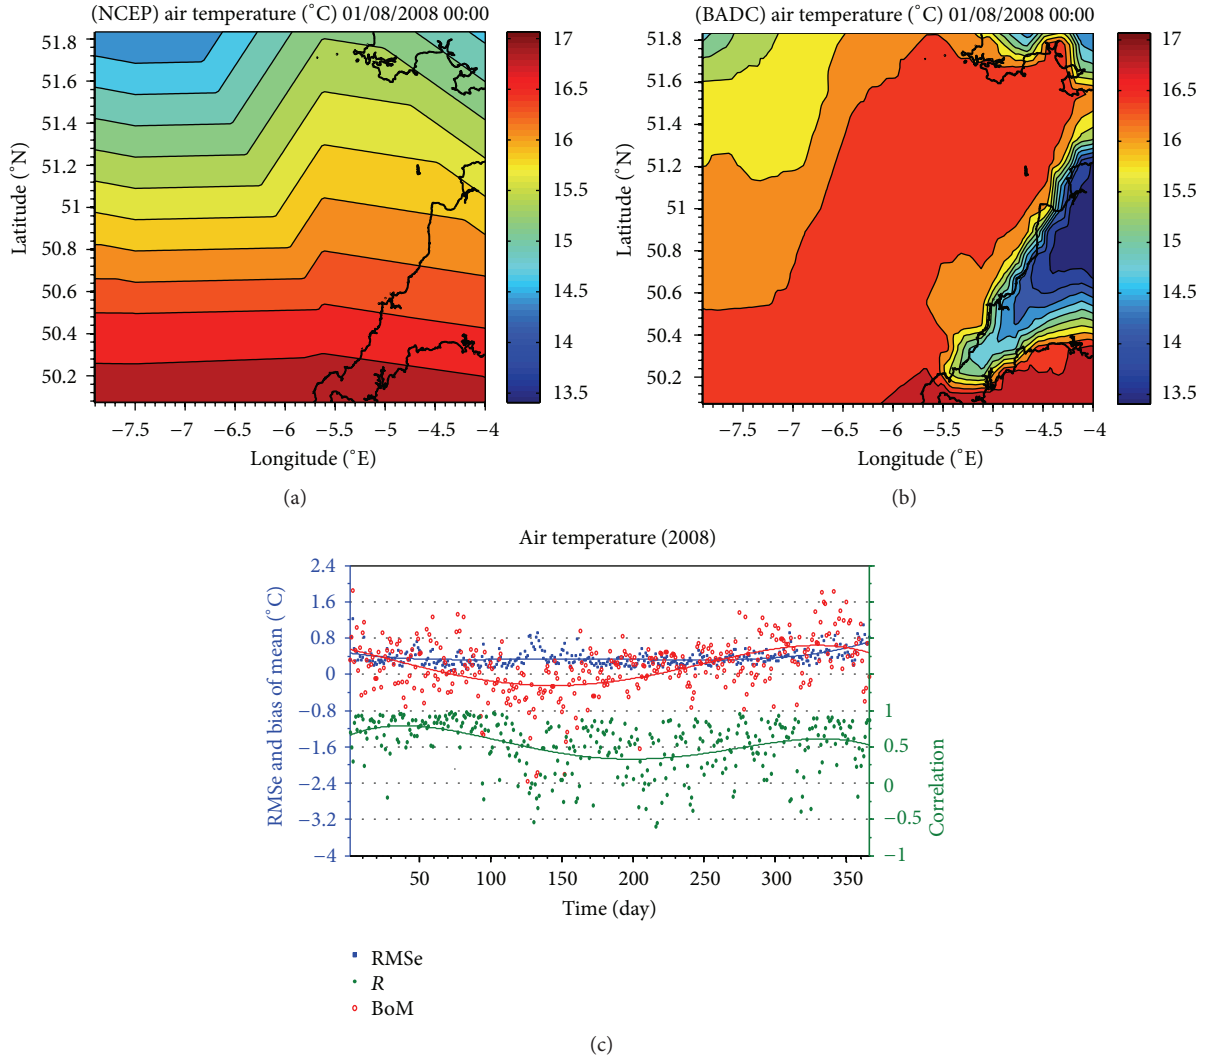 (NCEP) air temperature (°C) 01/08/2008 00:00
51.8
51.6
51.4
51.2
51
50.8
50.6
50.4
50.2
Latitude (°N)
−7.5 −7 −6.5 −6 −5.5 −5 −4.5 −4
Longitude (°E)
17
16.5
16
15.5
15
14.5
14
13.5
(a)
(BADC) air temperature (°C) 01/08/2008 00:00
51.8
51.6
51.4
51.2
51
50.8
50.6
50.4
50.2
Latitude (°N)
−7.5 −7 −6.5 −6 −5.5 −5 −4.5 −4
Longitude (°E)
17
16.5
16
15.5
15
14.5
14
13.5
(b)
Air temperature (2008)
RMSe and bias of mean (°C)
2.4
1.6
0.8
0
−0.8
−1.6
−2.4
−3.2
−4
1
0.5
0
−0.5
−1
Correlation
50 100 150 200 250 300 350
Time (day)
RMSe
R
BoM
(c)